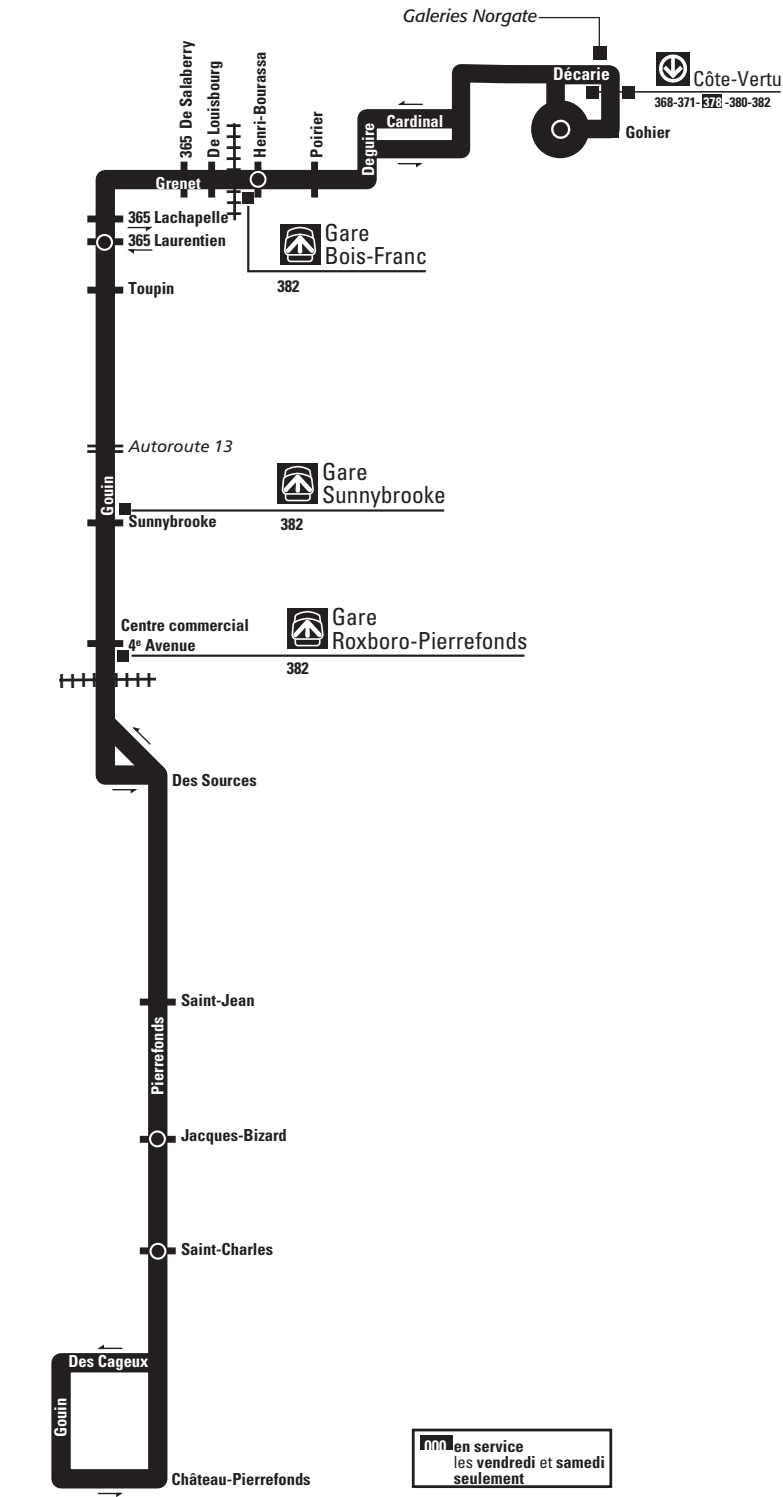 Galeries Norgate
Décarie
Côte-Vertu
368-371- 378 -380-382
Gohier
Cardinal
Deguire
365 De Salaberry
De Louisbourg
Henri-Bourassa
Poirier
Grenet
365 Lachapelle
365 Laurentien
Gare
Bois-Franc
382
Toupin
Autoroute 13
Gouin
Gare
Sunnybrooke
382
Sunnybrooke
Centre commercial
4e Avenue
Gare
Roxboro-Pierrefonds
382
Des Sources
Saint-Jean
Pierrefonds
Jacques-Bizard
Saint-Charles
Des Cageux
Gouin
Château-Pierrefonds
000 en service
les vendredi et samedi
seulement